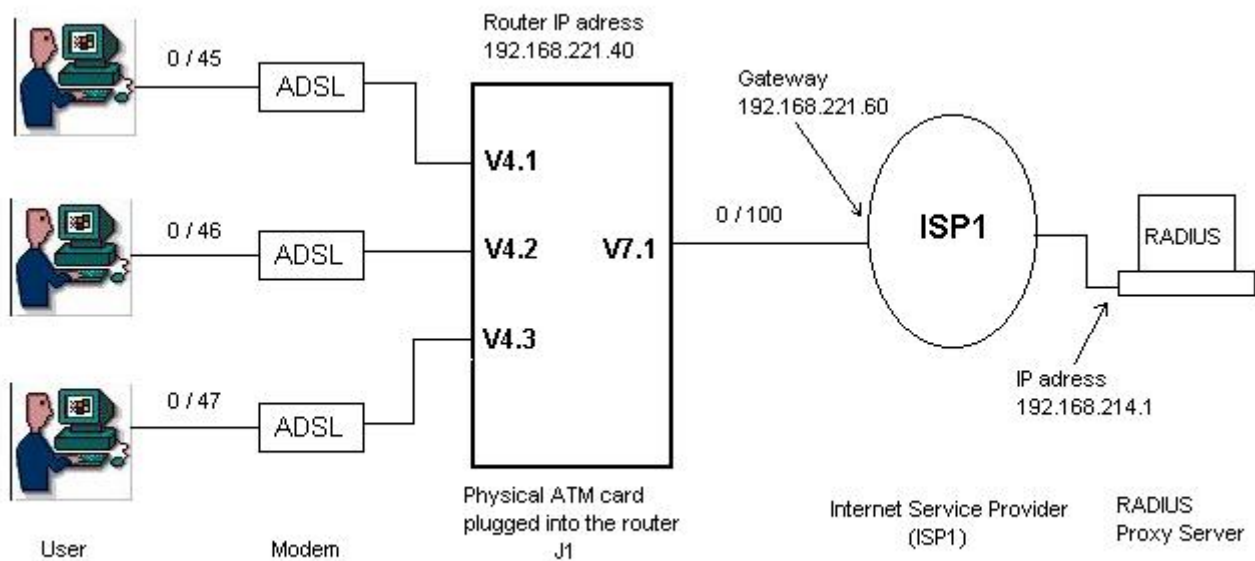 Router IP adress
192.168.221.40
0 / 45
ADSL
V4.1
Gateway
192.168.221.60
0 / 46
ADSL
V4.2
V7.1
0 / 100
ISP1
RADIUS
0 / 47
ADSL
V4.3
IP adress
192.168.214.1
Physical ATM card
plugged into the router
J1
User
Modem
Internet Service Provider
(ISP1)
RADIUS
Proxy Server